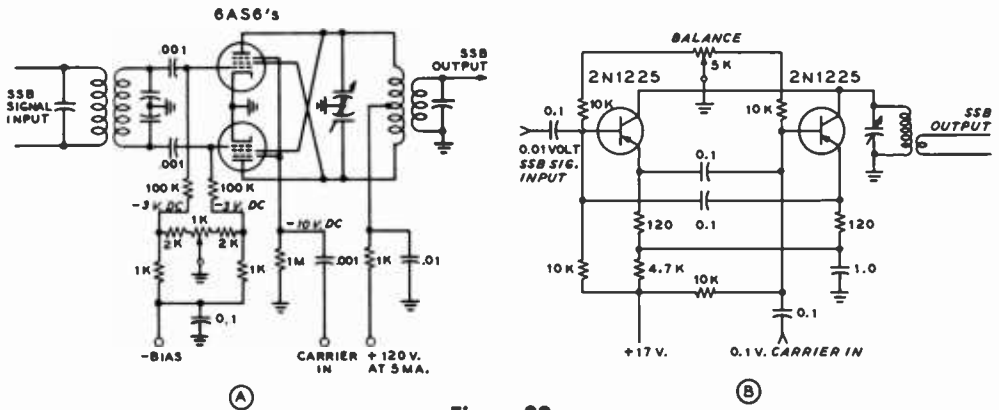 6AS6's
.001
SSB
OUTPUT
SSB
SIGNAL
INPUT
.001
100 K
100 K
-3 V. DC
-3 V. DC
1K
2K
2K
-10 V. DC
1K
1K
1M
.001
1K
.01
0,1
-BIAS
CARRIER
IN
+ 120 V.
AT 5 MA.
A
BALANCE
5 K
2N1225
2N1225
10K
10 K
0.1
0.01 VOLT
SSB SIG.
INPUT
0.1
0.1
SSB
OUTPUT
120
120
10 K
4.7K
10K
1.0
0.1
+17 V.
0.1 V. CARRIER IN
B